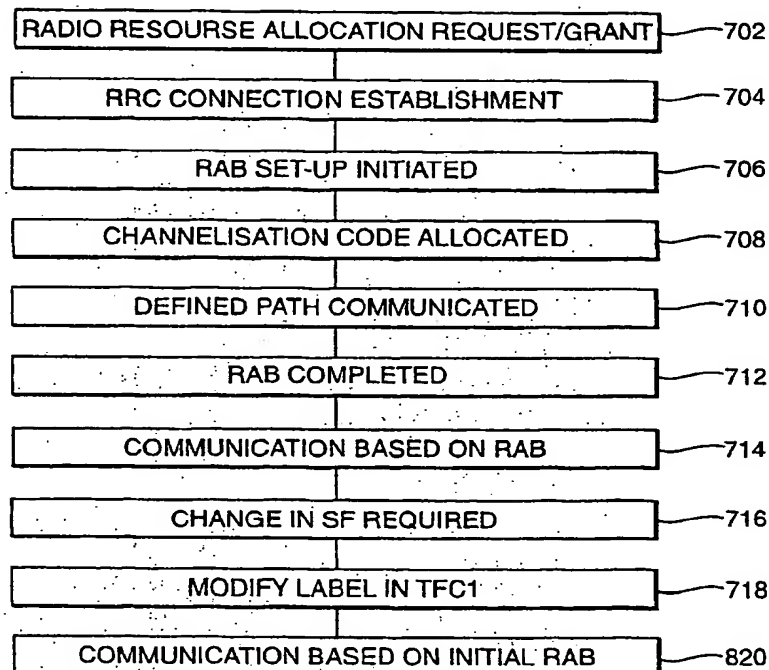 RADIO RESOURSE ALLOCATION REQUEST/GRANT 702
RRC CONNECTION ESTABLISHMENT 704
RAB SET-UP INITIATED 706
CHANNELISATION CODE ALLOCATED 708
DEFINED PATH COMMUNICATED 710
RAB COMPLETED 712
COMMUNICATION BASED ON RAB 714
CHANGE IN SF REQUIRED 716
MODIFY LABEL IN TFC1 718
COMMUNICATION BASED ON INITIAL RAB 820